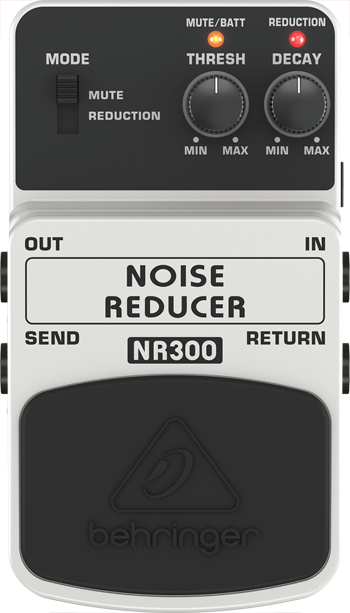 MUTE/BATT REDUCTION
MODE THRESH DECAY
MUTE
REDUCTION
MIN MAX MIN MAX
OUT IN
NOISE
REDUCER
SEND RETURN
NR300
behringer